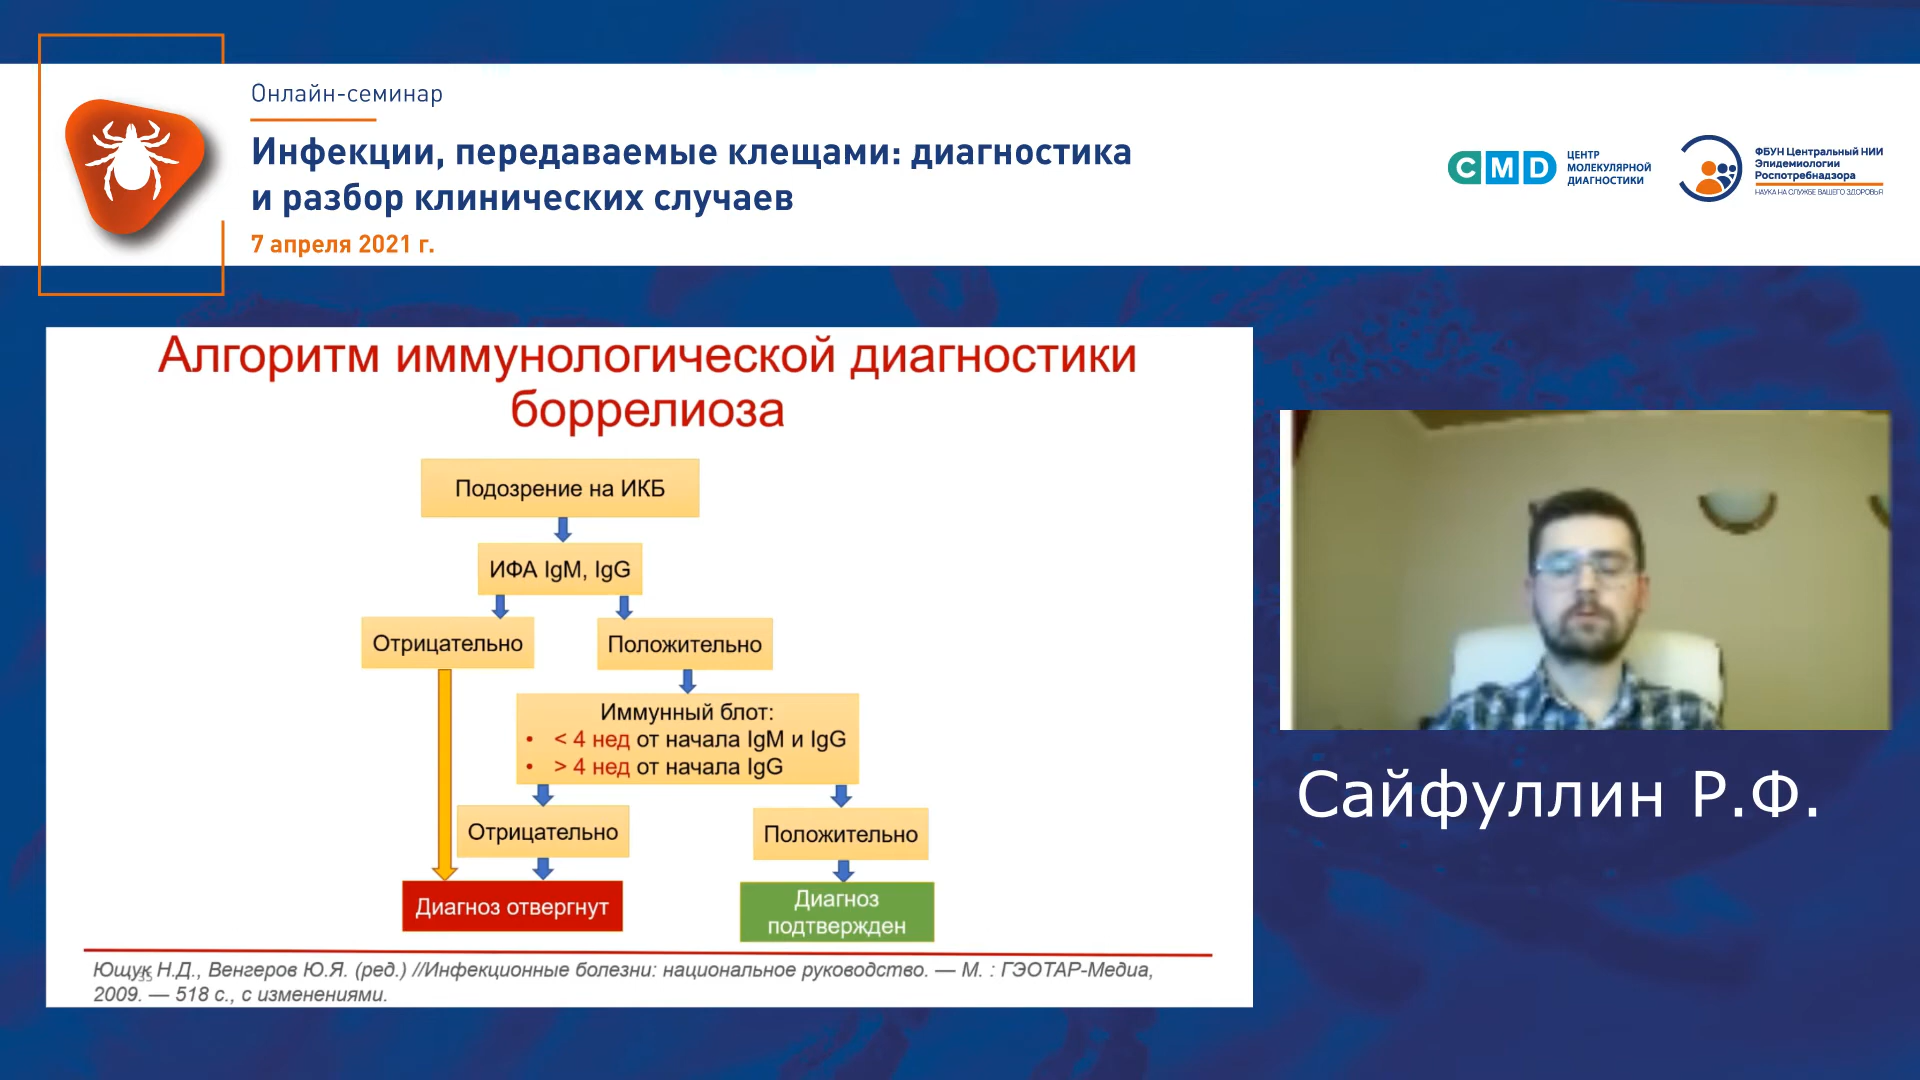 Онлайн-семинар
Инфекции, передаваемые клещами: диагностика
и разбор клинических случаев
7 апреля 2021 г.
CMD
ЦЕНТР
МОЛЕКУЛЯРНОЙ
ДИАГНОСТИКИ
ФБУН Центральный НИИ
Эпидемиологии
Роспотребнадзора
НАУКА НА СЛУЖБЕ ВАШЕГО ЗДОРОВЬЯ
Алгоритм иммунологической диагностики
боррелиоза
Подозрение на ИКБ
ИФА IgM, IgG
Отрицательно
Положительно
Иммунный блот:
• < 4 нед от начала IgM и IgG
• > 4 нед от начала IgG
Отрицательно
Положительно
Диагноз отвергнут
Диагноз
подтвержден
Ющук Н.Д., Венгеров Ю.Я. (ред.) //Инфекционные болезни: национальное руководство. — М. : ГЭОТАР-Медиа,
2009. — 518 с., с изменениями.
Сайфуллин Р.Ф.